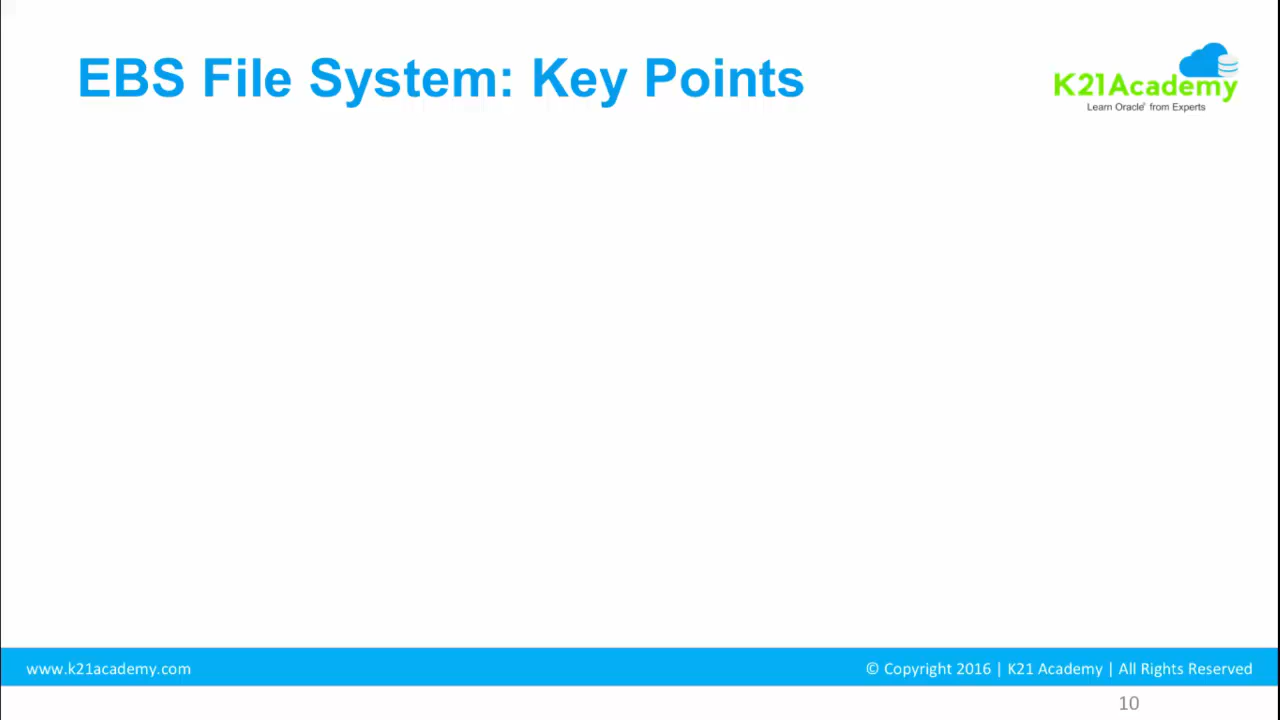 EBS File System: Key Points
K21Academy
Learn Oracle' from Experts
www.k21academy.com
© Copyright 2016 | K21 Academy | All Rights Reserved
10